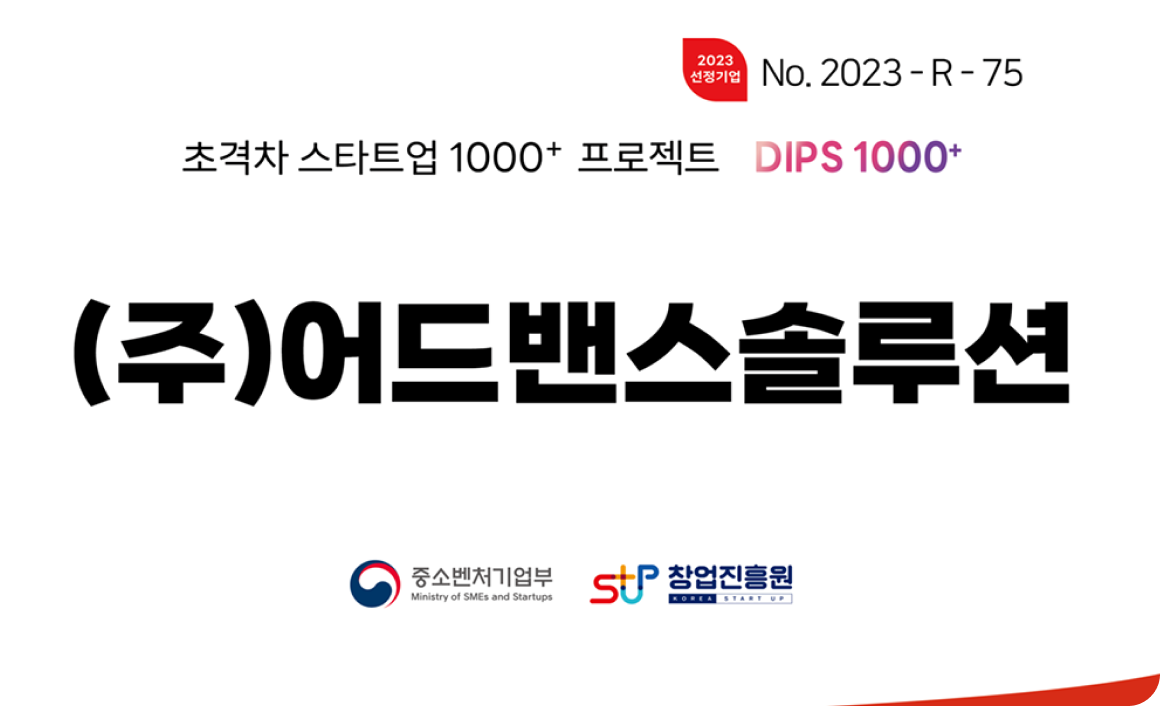 2023
선정기업
No. 2023 - R - 75
초격차 스타트업 1000+ 프로젝트 DIPS 1000+
(주)어드밴스솔루션
중소벤처기업부
Ministry of SMEs and Startups
STUP 창업진흥원
KOREA START UP